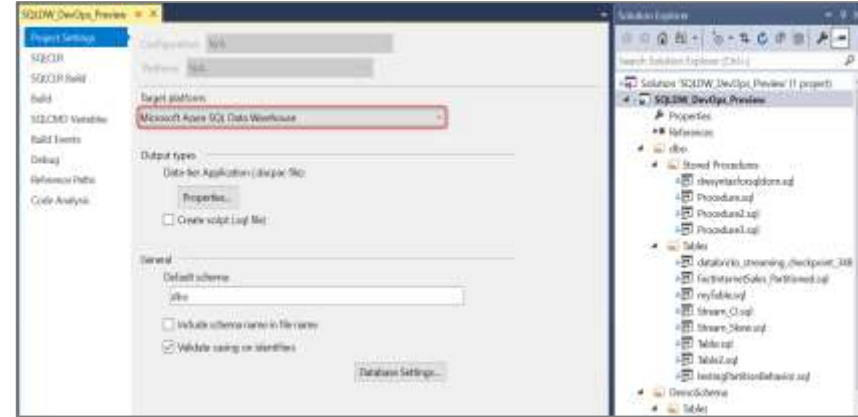 SQLDW_DevOps_Preview
Project Settings
SQLCLR
SQLCLR Build
Build
SQLCMD Variables
Build Events
Debug
Reference Paths
Code Analysis
Configuration: N/A
Platform: N/A
Target platform:
Microsoft Azure SQL Data Warehouse
Output types
Data-tier Application (.dacpac file)
Properties...
Create script (.sql file)
General
Default schema:
dbo
Include schema name in file name
Validate casing on identifiers
Database Settings...
Solution Explorer
Search Solution Explorer (Ctrl+;)
Solution 'SQLDW_DevOps_Preview' (1 project)
SQLDW_DevOps_Preview
Properties
References
dbo
Stored Procedures
Procedure.sql
Procedure2.sql
Procedure3.sql
Tables
databricks_streaming_checkpoint_348
FactInternetSales_Partitioned.sql
myTable.sql
Stream_CI.sql
Table.sql
Table2.sql
testingPartitionBehavior.sql
DemoSchema
Tables